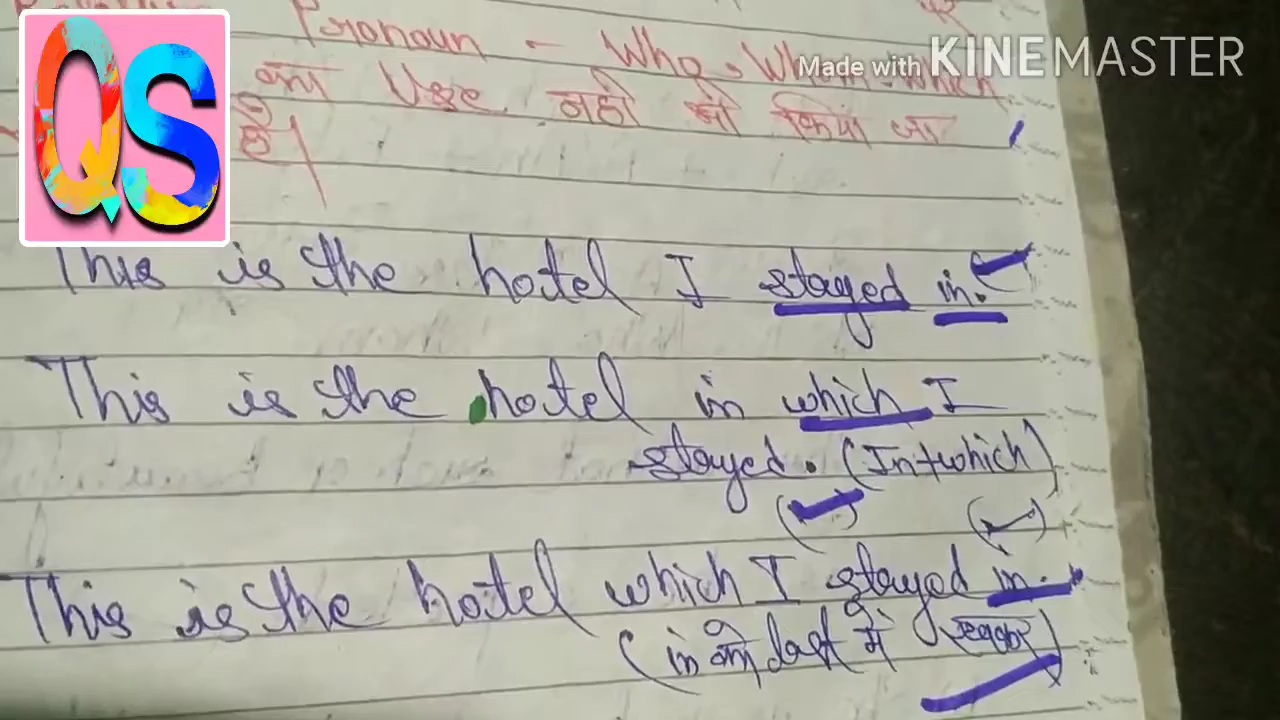 Pronoun - Who, Whom, Which
का Use नहीं भी किया जा
है।
This is the hotel I stayed in.
This is the hotel in which I
stayed. (In+which)
This is the hotel which I stayed in.
(in को last में रखकर)
QS
Made with KINEMASTER